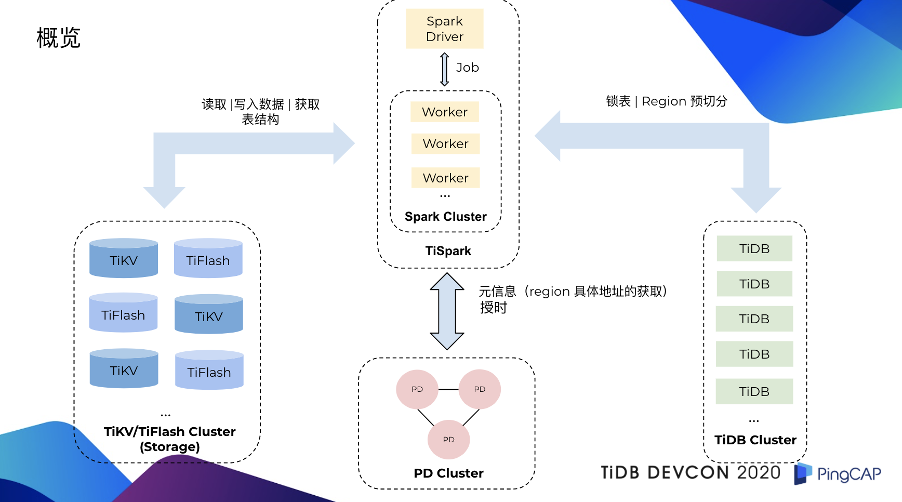 概览
Spark
Driver
Job
Worker
Worker
Worker
...
Spark Cluster
TiSpark
读取 |写入数据 | 获取
表结构
锁表 | Region 预切分
TiKV
TiFlash
TiFlash
TiKV
TiKV
TiFlash
...
TiKV/TiFlash Cluster
(Storage)
元信息（region 具体地址的获取）
授时
PD
PD
PD
PD Cluster
TiDB
TiDB
TiDB
TiDB
TiDB
...
TiDB Cluster
TiDB DEVCON 2020
PingCAP